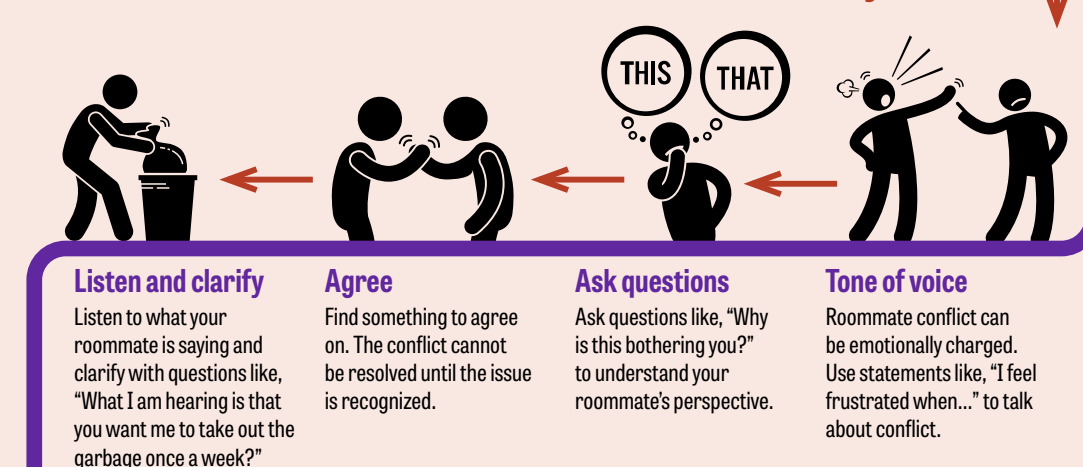 THIS
THAT
Listen and clarify
Listen to what your
roommate is saying and
clarify with questions like,
“What I am hearing is that
you want me to take out the
garbage once a week?”
Agree
Find something to agree
on. The conflict cannot
be resolved until the issue
is recognized.
Ask questions
Ask questions like, “Why
is this bothering you?”
to understand your
roommate’s perspective.
Tone of voice
Roommate conflict can
be emotionally charged.
Use statements like, “I feel
frustrated when...” to talk
about conflict.